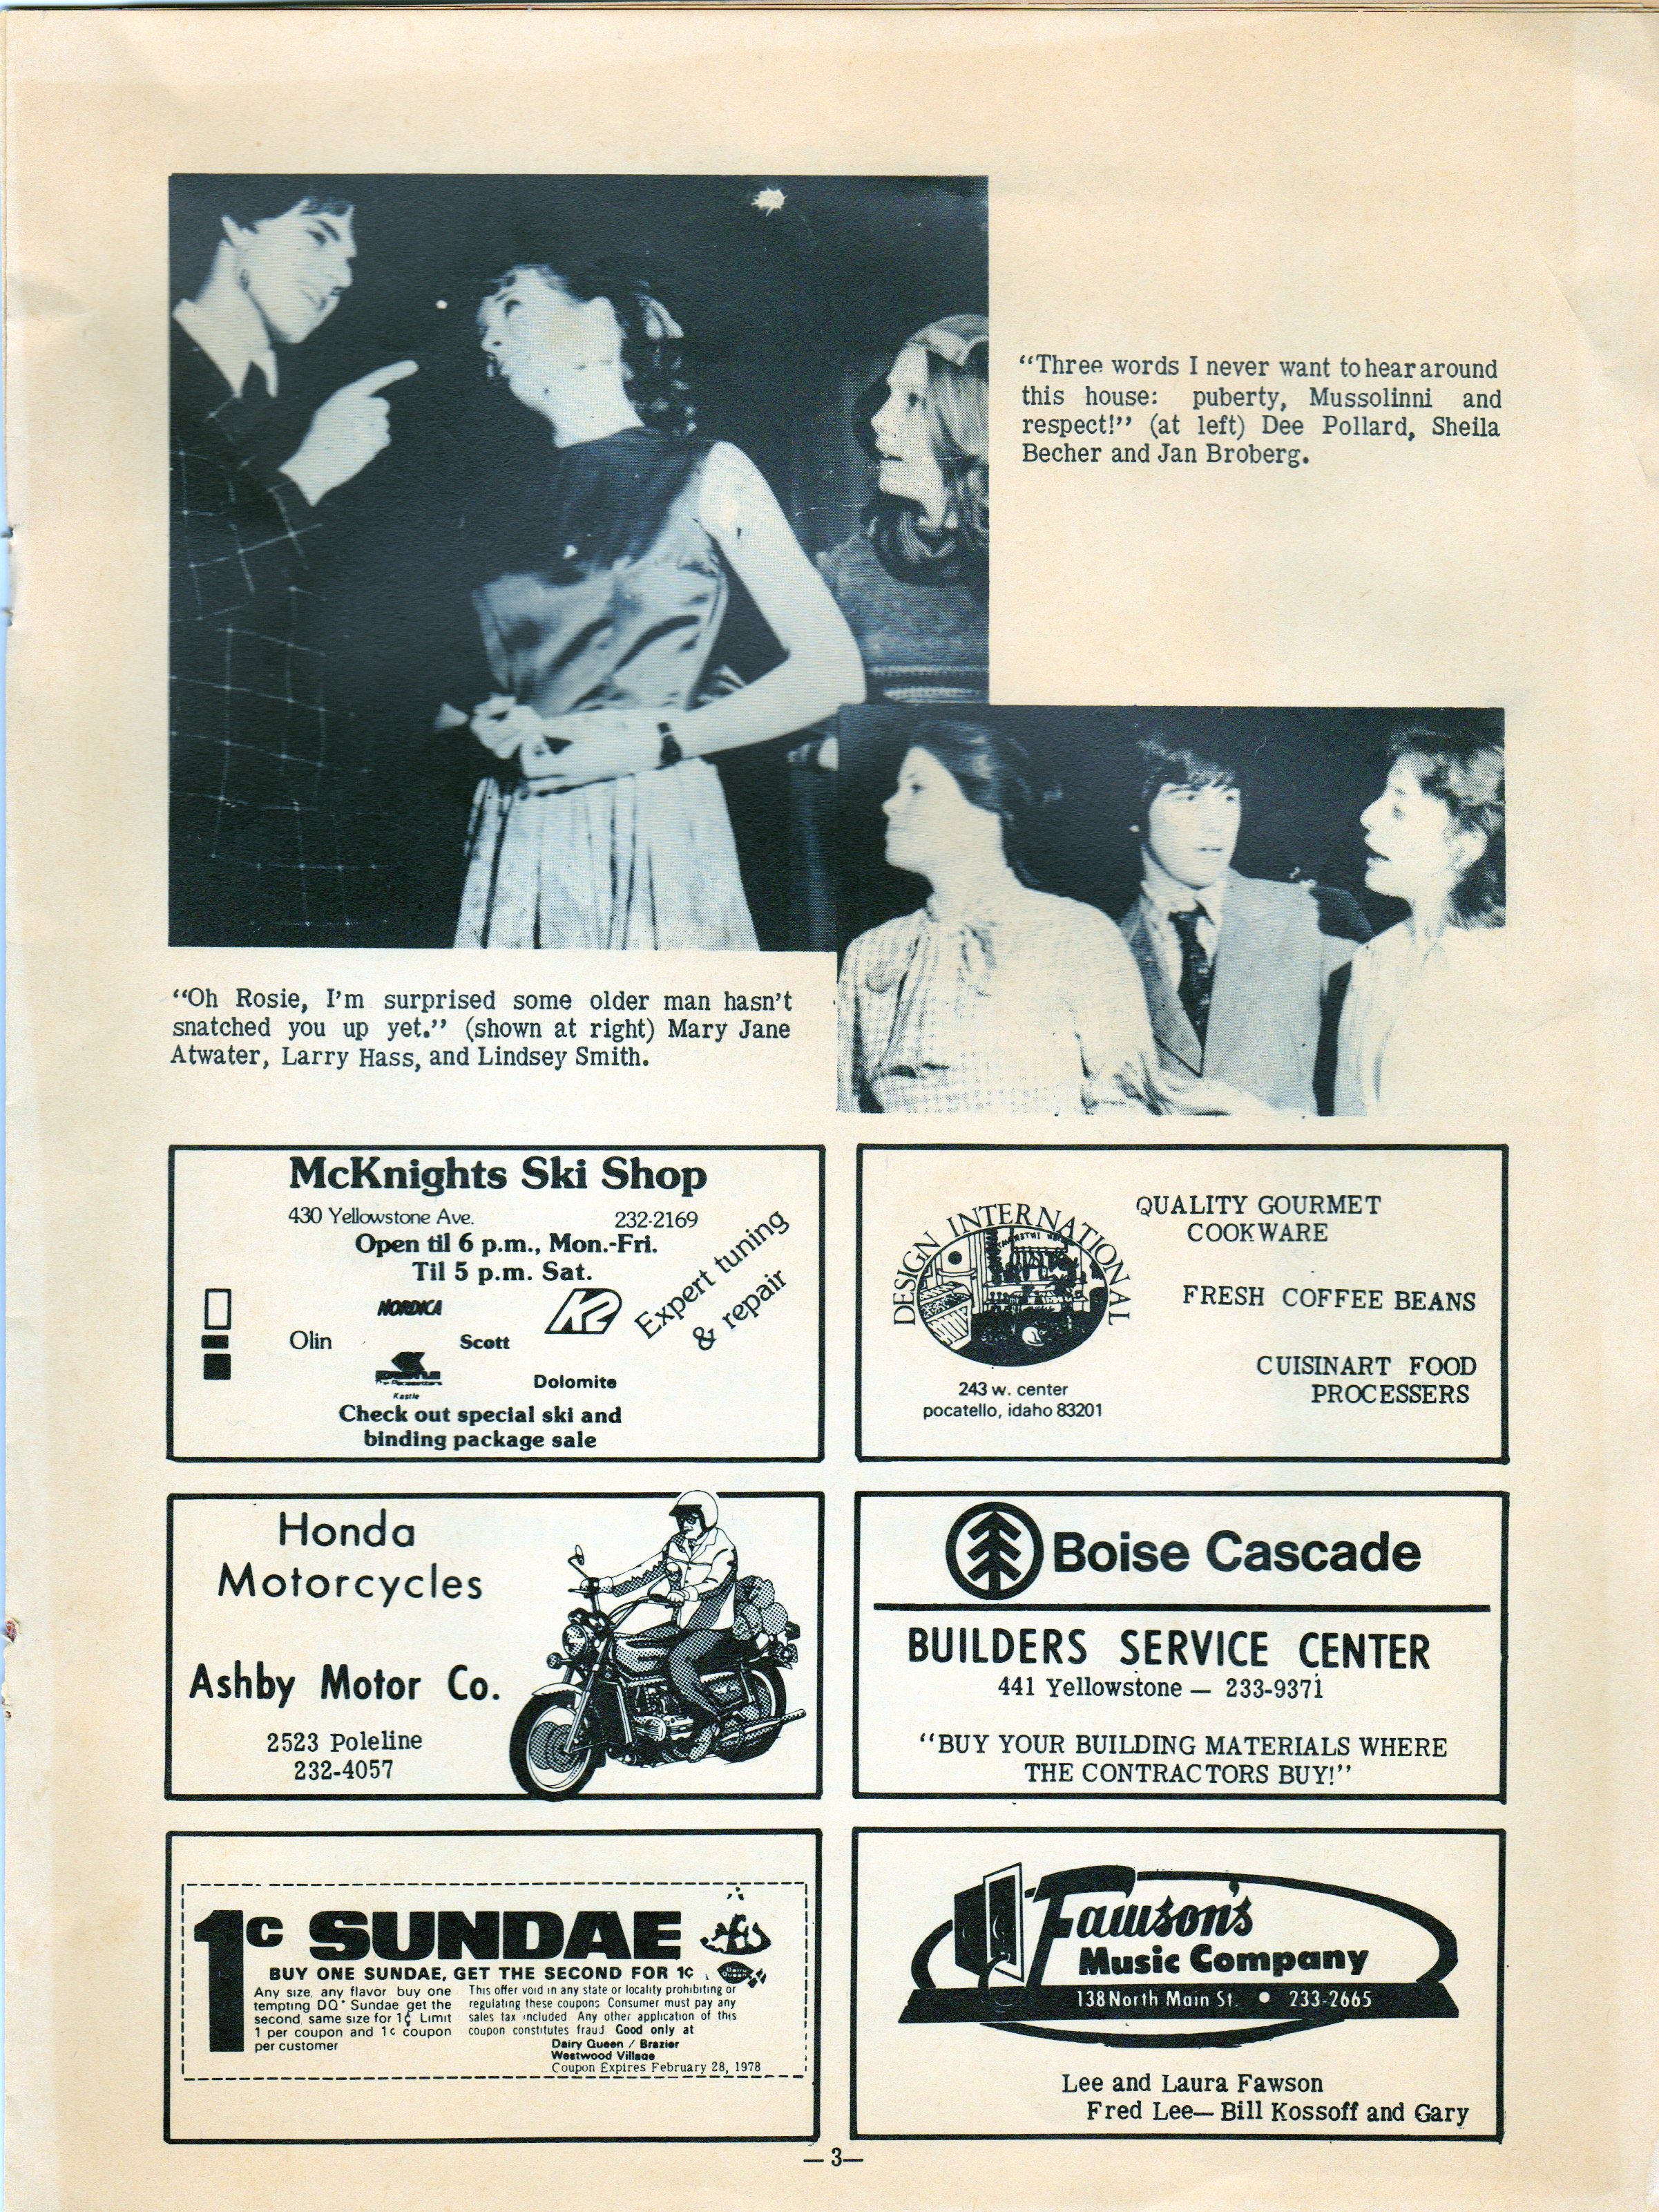 “Three words I never want to hear around
this house: puberty, Mussolinni and
respect!” (at left) Dee Pollard, Sheila
Becher and Jan Broberg.
“Oh Rosie, I'm surprised some older man hasn't
snatched you up yet.” (shown at right) Mary Jane
Atwater, Larry Hass, and Lindsey Smith.
McKnights Ski Shop
430 Yellowstone Ave. 232-2169
Open til 6 p.m., Mon.-Fri.
Til 5 p.m. Sat.
Expert tuning
& repair
NORDICA
K2
Olin
Scott
Kastle
Dolomite
Check out special ski and
binding package sale
DESIGN INTERNATIONAL
243 w. center
pocatello, idaho 83201
QUALITY GOURMET
COOKWARE
FRESH COFFEE BEANS
CUISINART FOOD
PROCESSERS
Honda
Motorcycles
Ashby Motor Co.
2523 Poleline
232-4057
Boise Cascade
BUILDERS SERVICE CENTER
441 Yellowstone — 233-9371
“BUY YOUR BUILDING MATERIALS WHERE
THE CONTRACTORS BUY!”
1¢ SUNDAE
BUY ONE SUNDAE, GET THE SECOND FOR 1¢
Dairy
Queen
Any size, any flavor buy one
tempting DQ* Sundae get the
second, same size for 1¢ Limit
1 per coupon and 1¢ coupon
per customer
This offer void in any state or locality prohibiting or
regulating these coupons Consumer must pay any
sales tax included Any other application of this
coupon constitutes fraud Good only at
Dairy Queen / Brazier
Westwood Village
Coupon Expires February 28, 1978
Fawson's
Music Company
138 North Main St. • 233-2665
Lee and Laura Fawson
Fred Lee— Bill Kossoff and Gary
— 3—